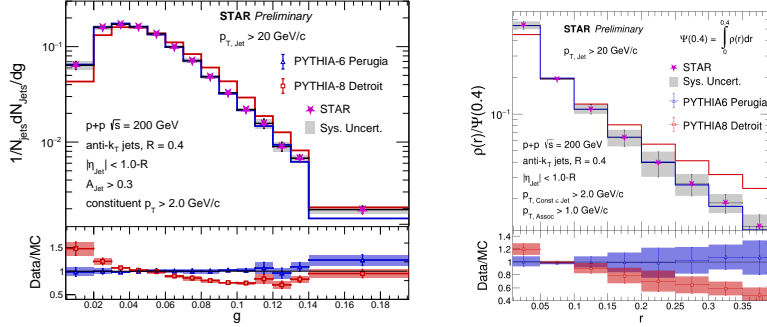 STAR Preliminary
p_T, Jet > 20 GeV/c
PYTHIA-6 Perugia
PYTHIA-8 Detroit
STAR
Sys. Uncert.
p+p √s = 200 GeV
anti-k_T jets, R = 0.4
|η_Jet| < 1.0-R
A_Jet > 0.3
constituent p_T > 2.0 GeV/c
1/N_jets dN_Jets/dg
10⁻¹
10⁻²
Data/MC
1.5
1
0.5
0.02 0.04 0.06 0.08 0.1 0.12 0.14 0.16 0.18
g
STAR Preliminary
p_T, Jet > 20 GeV/c
Ψ(0.4) = ∫₀^0.4 ρ(r)dr
STAR
Sys. Uncert.
PYTHIA6 Perugia
PYTHIA8 Detroit
p+p √s = 200 GeV/c
anti-k_T jets, R = 0.4
|η_Jet| < 1.0-R
p_T, Const ∈ Jet > 2.0 GeV/c
p_T, Assoc > 1.0 GeV/c
ρ(r)/Ψ(0.4)
10⁻¹
Data/MC
1.4
1.2
1.0
0.8
0.6
0.4
0.05 0.1 0.15 0.2 0.25 0.3 0.35
r